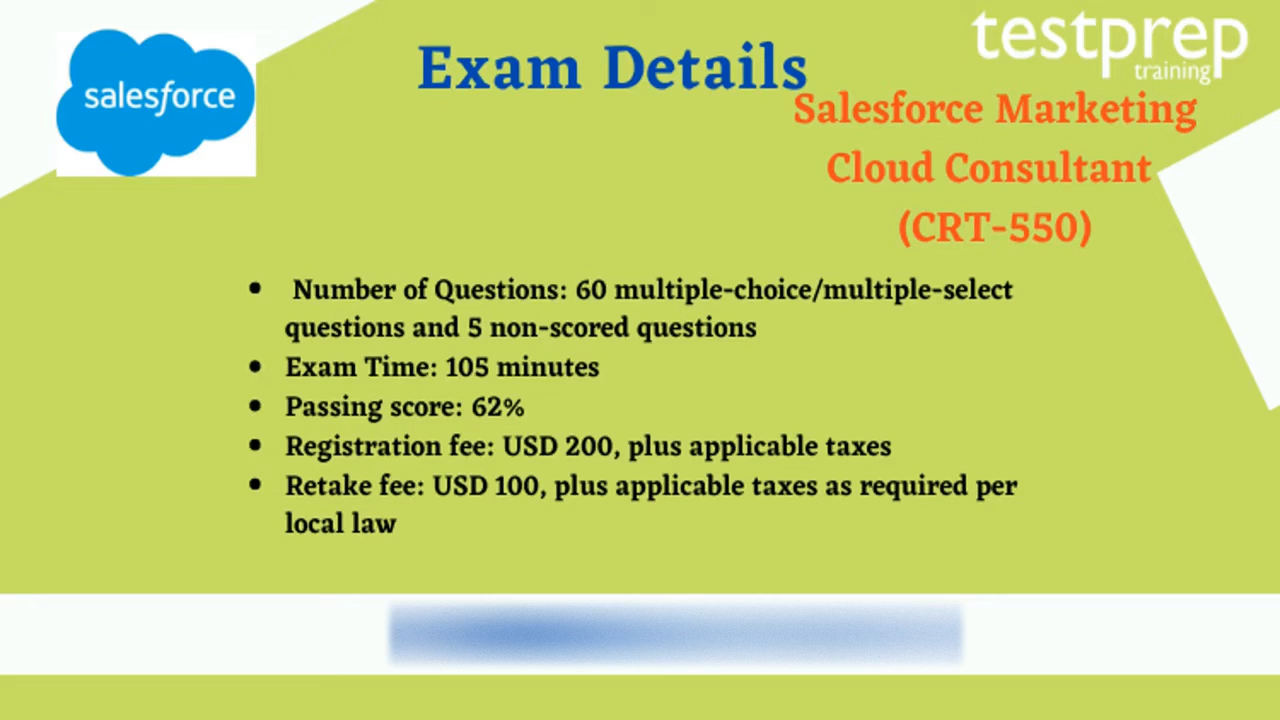 salesforce
Exam Details
testprep
training
Salesforce Marketing
Cloud Consultant
(CRT-550)
• Number of Questions: 60 multiple-choice/multiple-select
questions and 5 non-scored questions
• Exam Time: 105 minutes
• Passing score: 62%
• Registration fee: USD 200, plus applicable taxes
• Retake fee: USD 100, plus applicable taxes as required per
local law